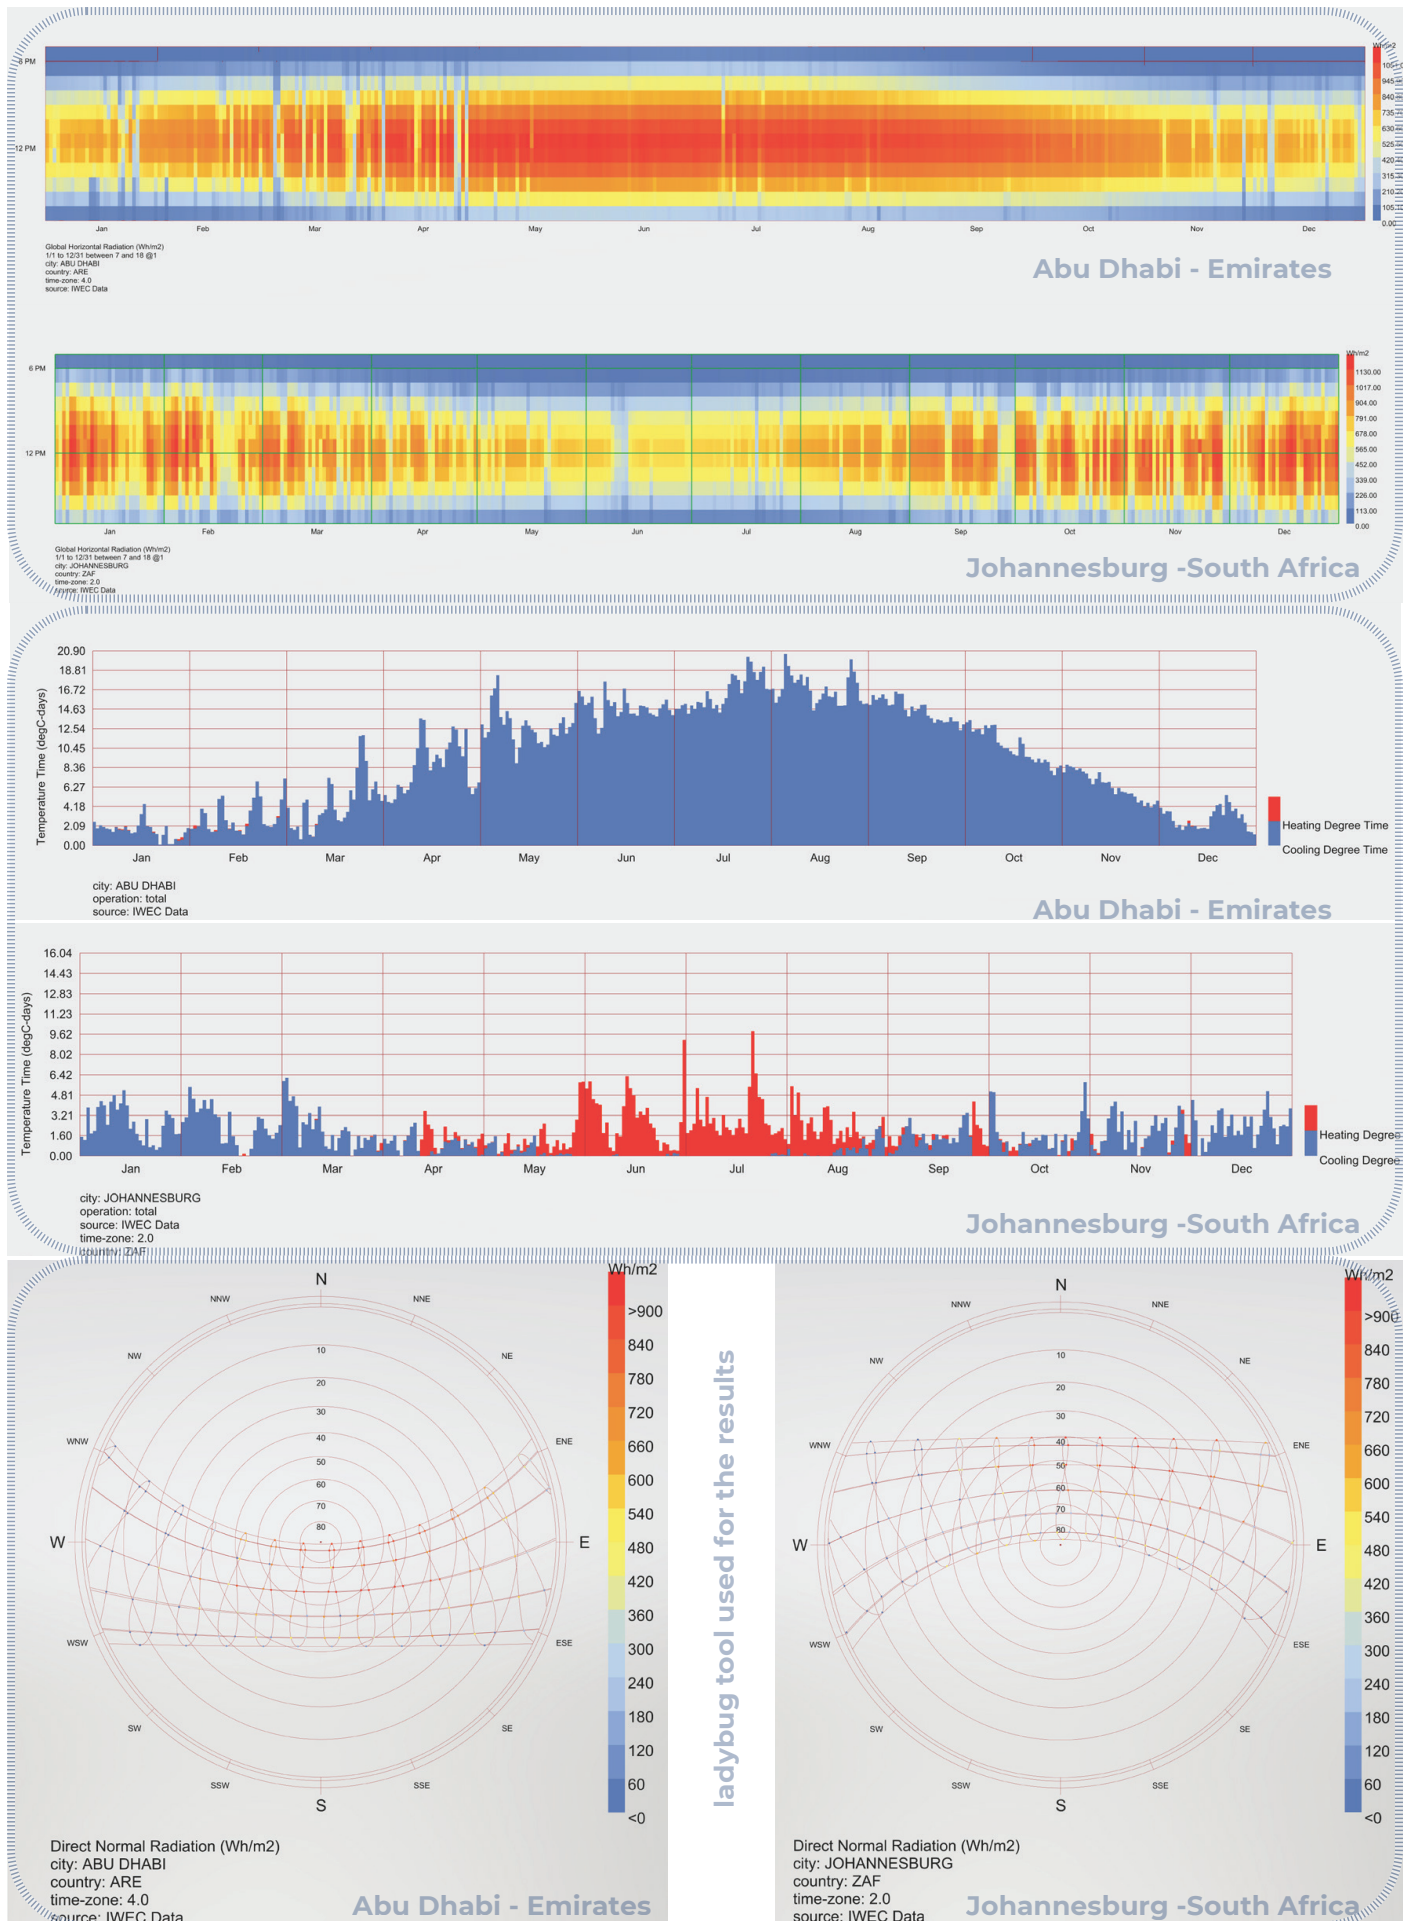 Wh/m2
6 PM
945
840
735
630
12 PM
525
420
315
210
105
0.00
Jan Feb Mar Apr May Jun Jul Aug Sep Oct Nov Dec
Global Horizontal Radiation (Wh/m2)
1/1 to 12/31 between 7 and 18 @1
city: ABU DHABI
country: ARE
time-zone: 4.0
source: IWEC Data
Abu Dhabi - Emirates
Wh/m2
6 PM
1130.00
1017.00
904.00
791.00
678.00
565.00
12 PM
452.00
339.00
226.00
113.00
0.00
Jan Feb Mar Apr May Jun Jul Aug Sep Oct Nov Dec
Global Horizontal Radiation (Wh/m2)
1/1 to 12/31 between 7 and 18 @1
city: JOHANNESBURG
country: ZAF
time-zone: 2.0
source: IWEC Data
Johannesburg -South Africa
Temperature Time (degC-days)
20.90
18.81
16.72
14.63
12.54
10.45
8.36
6.27
4.18
2.09
0.00
Heating Degree Time
Cooling Degree Time
Jan Feb Mar Apr May Jun Jul Aug Sep Oct Nov Dec
city: ABU DHABI
operation: total
source: IWEC Data
Abu Dhabi - Emirates
Temperature Time (degC-days)
16.04
14.43
12.83
11.23
9.62
8.02
6.42
4.81
3.21
1.60
0.00
Heating Degree
Cooling Degree
Jan Feb Mar Apr May Jun Jul Aug Sep Oct Nov Dec
city: JOHANNESBURG
operation: total
source: IWEC Data
time-zone: 2.0
country: ZAF
Johannesburg -South Africa
N
NNW NNE
NW NE
WNW ENE
W E
WSW ESE
SW SE
SSW SSE
S
10
20
30
40
50
60
70
80
Wh/m2
>900
840
780
720
660
600
540
480
420
360
300
240
180
120
60
<0
Direct Normal Radiation (Wh/m2)
city: ABU DHABI
country: ARE
time-zone: 4.0
source: IWEC Data
Abu Dhabi - Emirates
ladybug tool used for the results
N
NNW NNE
NW NE
WNW ENE
W E
WSW ESE
SW SE
SSW SSE
S
10
20
30
40
50
60
70
80
Wh/m2
>900
840
780
720
660
600
540
480
420
360
300
240
180
120
60
<0
Direct Normal Radiation (Wh/m2)
city: JOHANNESBURG
country: ZAF
time-zone: 2.0
source: IWEC Data
Johannesburg -South Africa